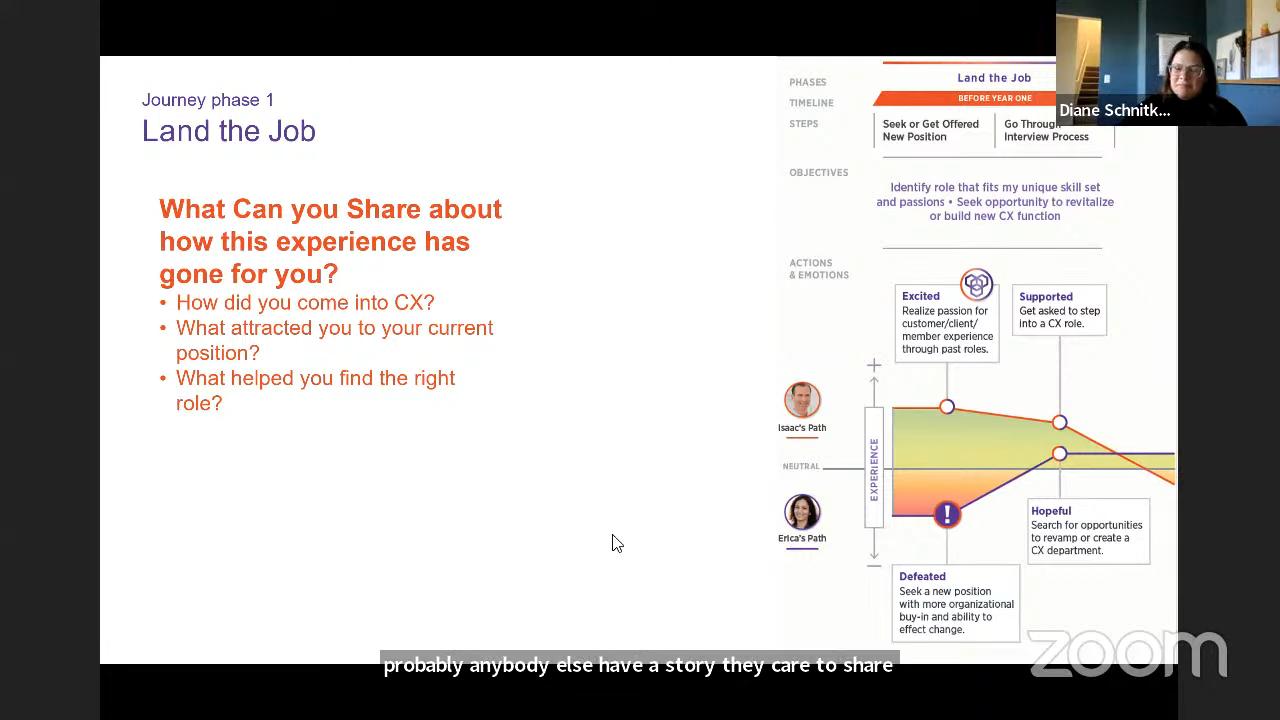 Journey phase 1
Land the Job
What Can you Share about
how this experience has
gone for you?
• How did you come into CX?
• What attracted you to your current
position?
• What helped you find the right
role?
PHASES
Land the Job
TIMELINE
BEFORE YEAR ONE
STEPS
Seek or Get Offered
New Position
Go Through
Interview Process
OBJECTIVES
Identify role that fits my unique skill set
and passions • Seek opportunity to revitalize
or build new CX function
ACTIONS
& EMOTIONS
Excited
Realize passion for
customer/client/
member experience
through past roles.
Supported
Get asked to step
into a CX role.
+
Isaac's Path
NEUTRAL
EXPERIENCE
Erica's Path
–
!
Hopeful
Search for opportunities
to revamp or create a
CX department.
Defeated
Seek a new position
with more organizational
buy-in and ability to
effect change.
Diane Schnitk...
probably anybody else have a story they care to share
zoom